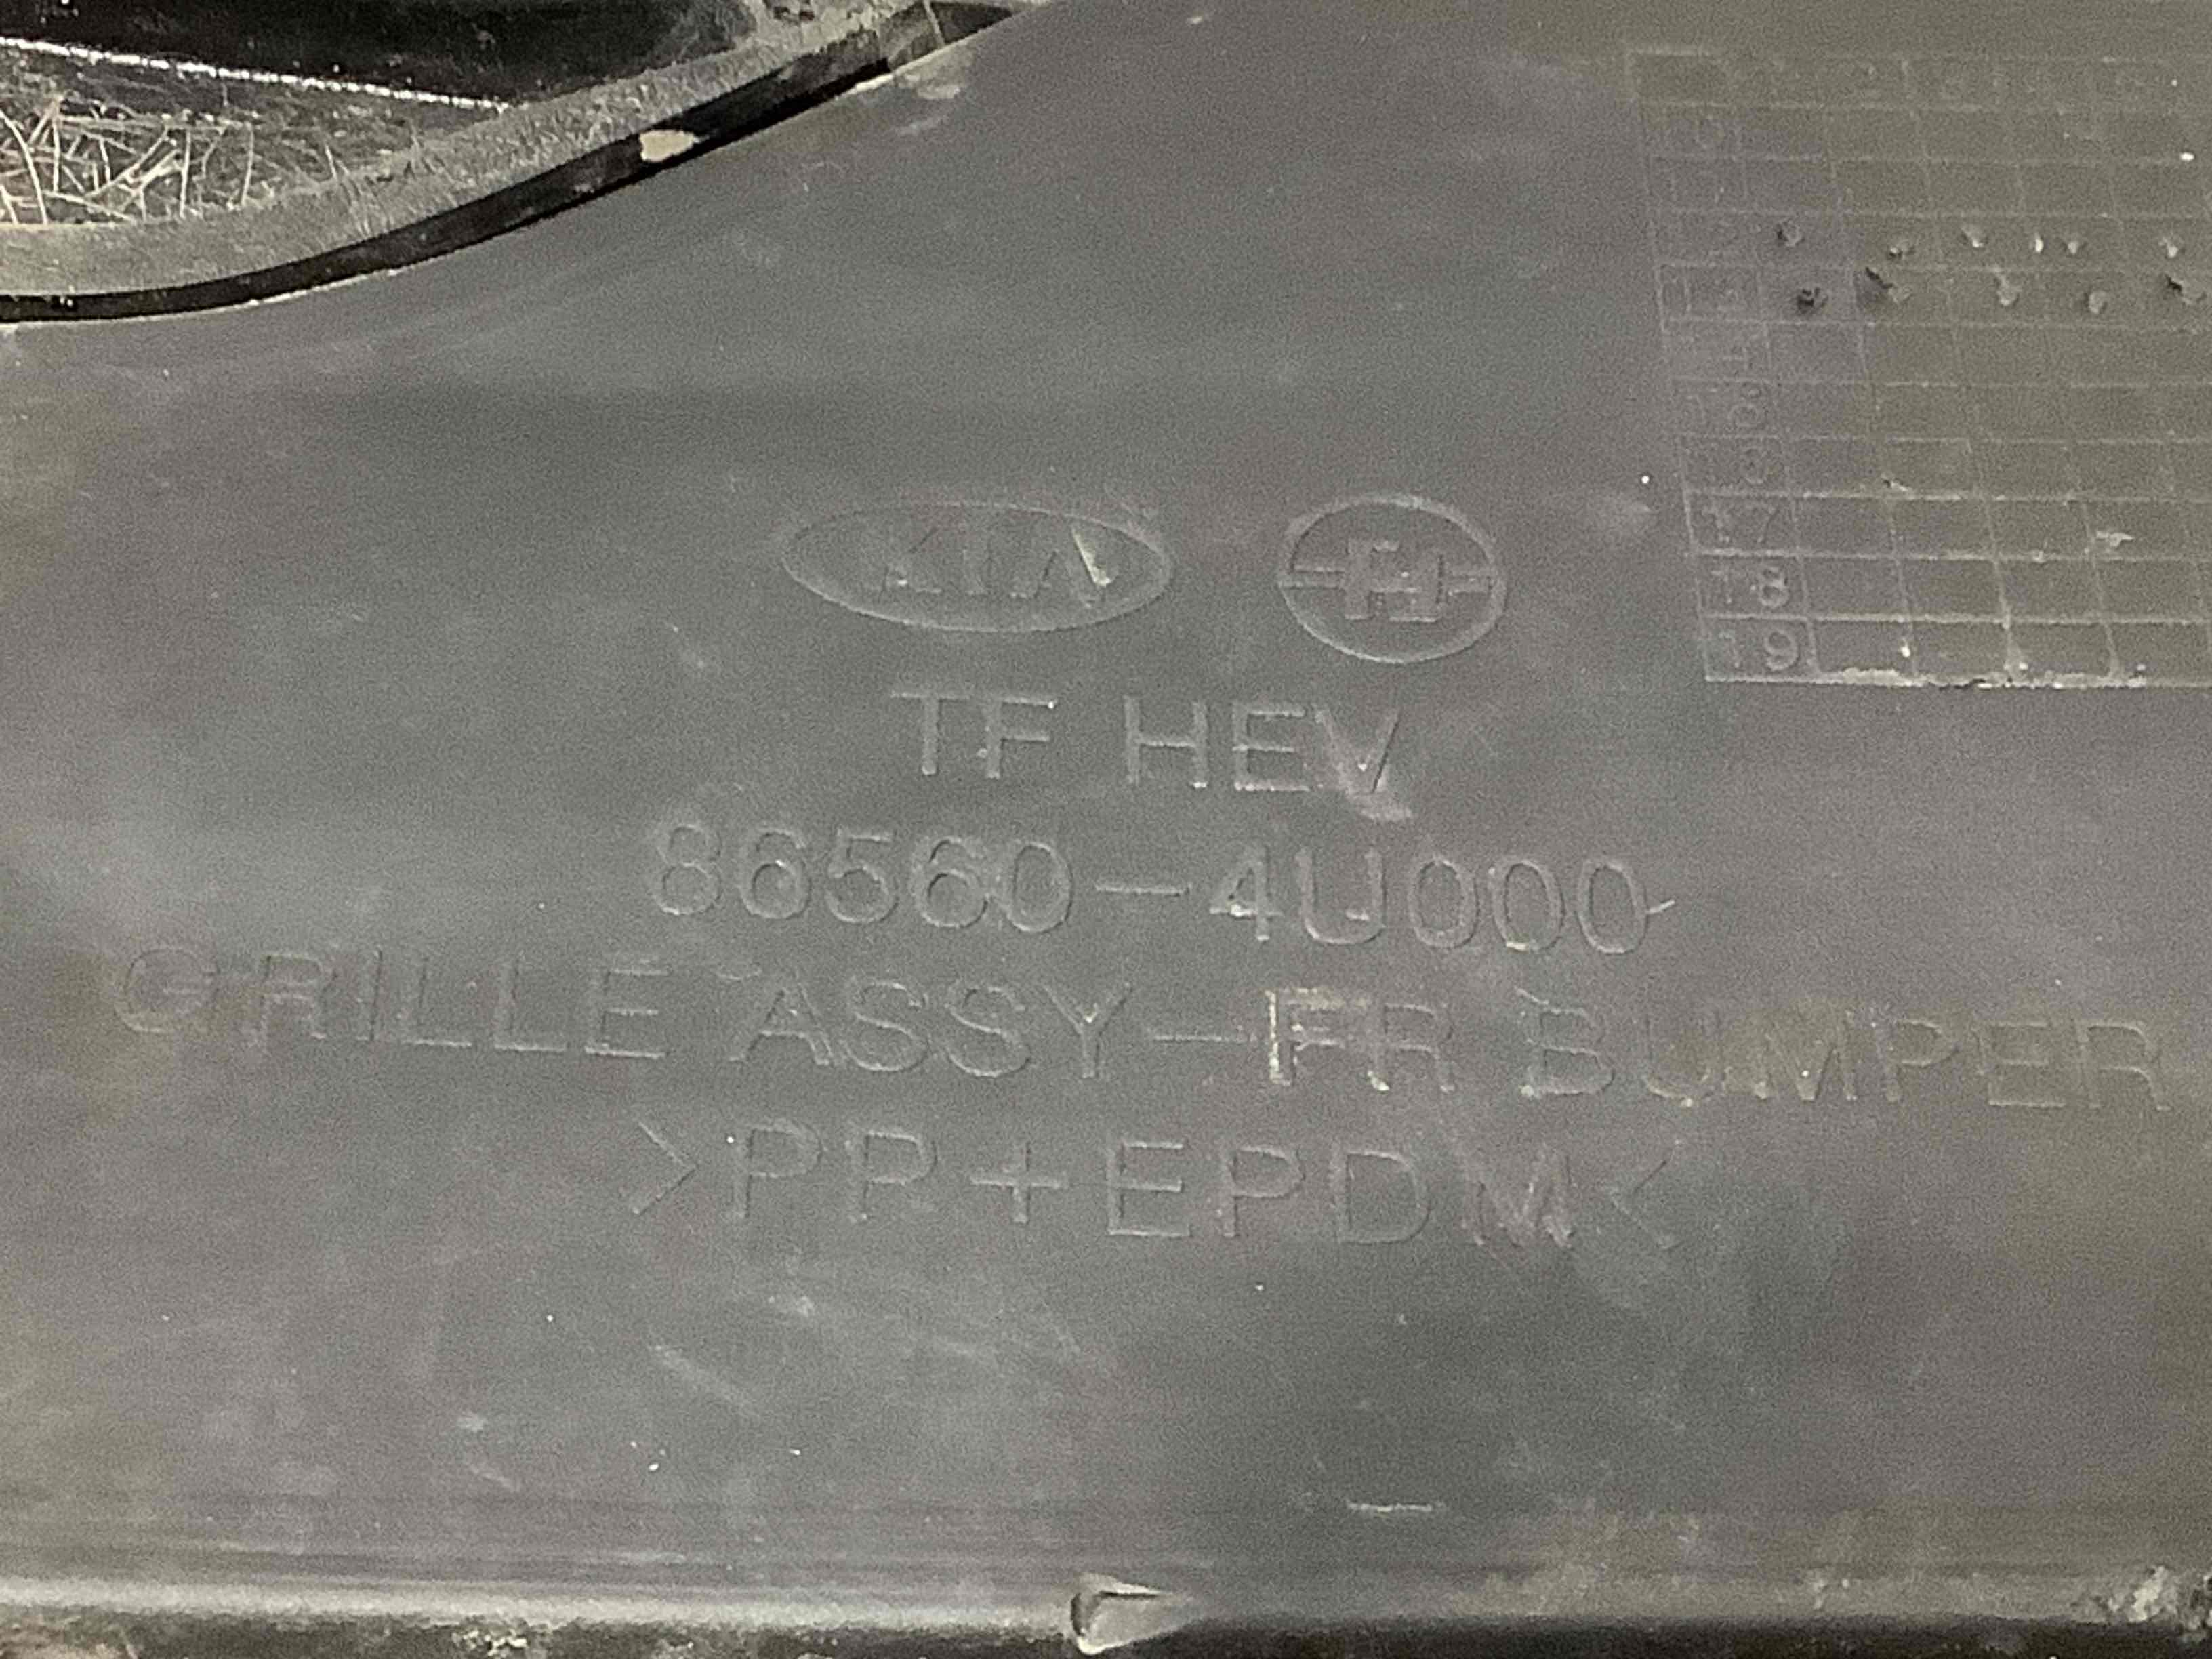 KIA
TF HEV
86560-4U000
GRILLE ASSY-FR BUMPER
>PP+EPDM<
17
18
19